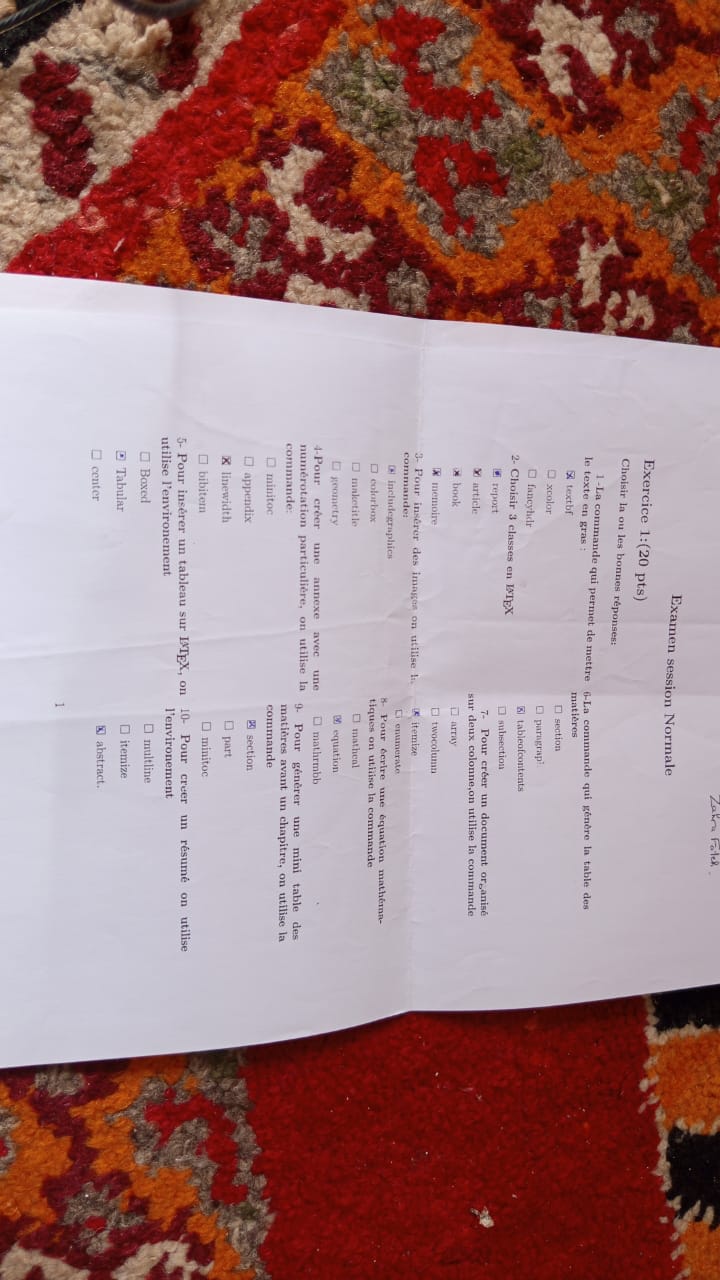 Zahra Fateh.
Examen session Normale
Exercice 1:(20 pts)
Choisir la ou les bonnes réponses:
1 -La commande qui permet de mettre
le texte en gras :
☒ textbf
☐ xcolor
☐ fancyhdr
2- Choisir 3 classes en LATEX
☒ report
☒ article
☒ book
☒ memoire
3- Pour insérer des images on utilise la
commande:
☒ includegraphics
☐ colorbox
☐ maketitle
☐ geometry
4-Pour créer une annexe avec une
numérotation particulière, on utilise la
commande:
☐ minitoc
☐ appendix
☒ linewidth
☐ bibitem
5- Pour insérer un tableau sur LATEX, on
utilise l'environement
☐ Boxed
☒ Tabular
☐ center
6-La commande qui génère la table des
matières
☐ section
☐ paragraph
☒ tableofcontents
☐ subsection
7- Pour créer un document organisé
sur deux colonne,on utilise la commande
☐ array
☐ twocolumn
☒ itemize
☐ enumerate
8- Pour écrire une équation mathéma-
tiques on utilise la commande
☐ mathcal
☒ equation
☐ mathrmbb
9- Pour générer une mini table des
matières avant un chapitre, on utilise la
commande
☒ section
☐ part
☐ minitoc
10- Pour creer un résumé on utilise
l'environement
☐ multline
☐ itemize
☒ abstract.
1